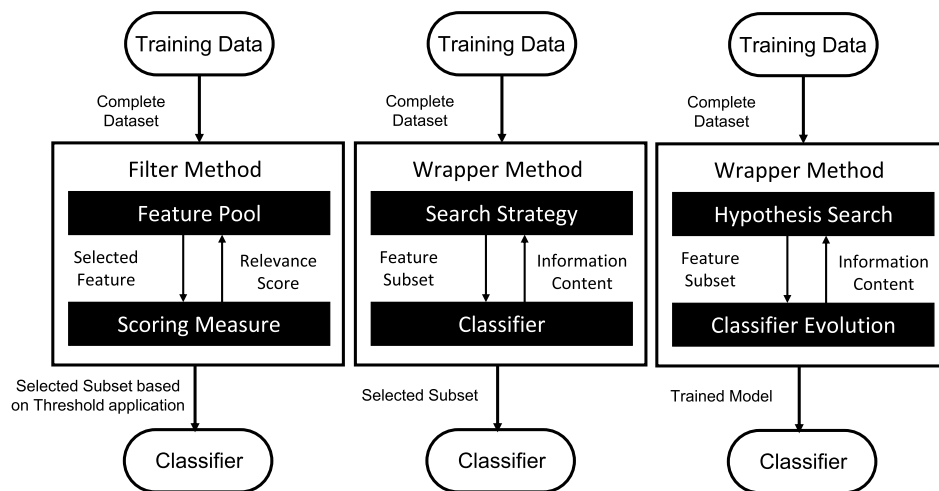 Training Data
Complete
Dataset
Filter Method
Feature Pool
Selected
Feature
Relevance
Score
Scoring Measure
Selected Subset based
on Threshold application
Classifier
Training Data
Complete
Dataset
Wrapper Method
Search Strategy
Feature
Subset
Information
Content
Classifier
Selected Subset
Classifier
Training Data
Complete
Dataset
Wrapper Method
Hypothesis Search
Feature
Subset
Information
Content
Classifier Evolution
Trained Model
Classifier